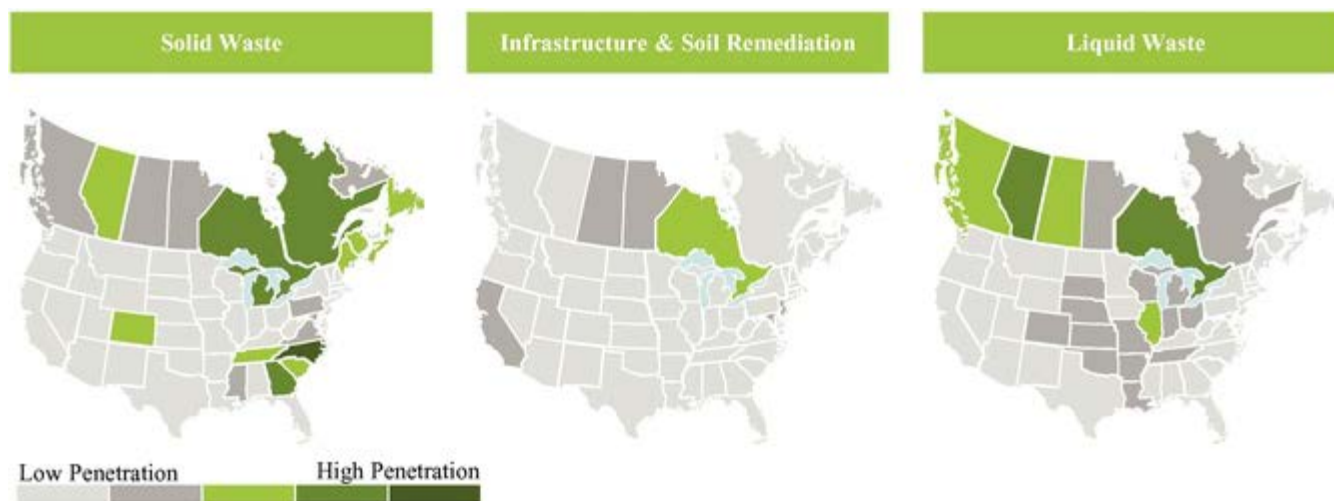 Solid Waste
Infrastructure & Soil Remediation
Liquid Waste
Low Penetration
High Penetration